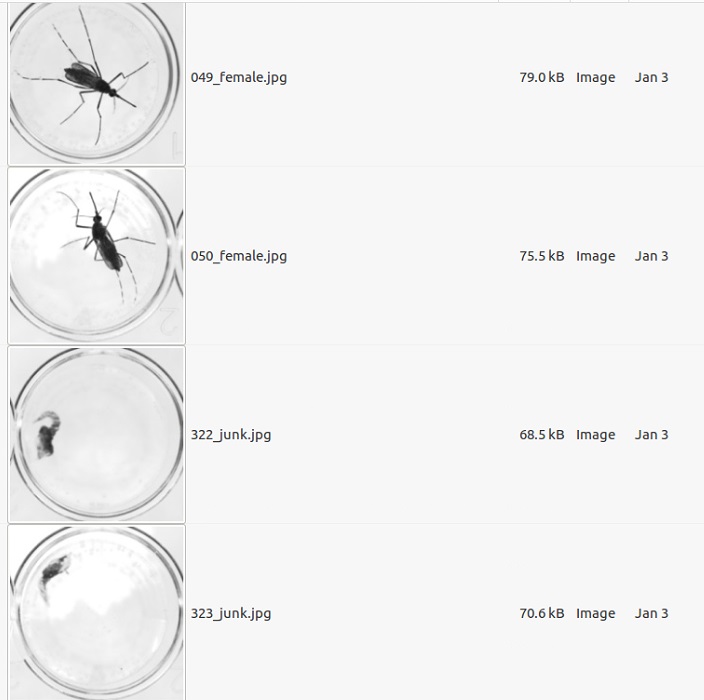 049_female.jpg 79.0 kB Image Jan 3
050_female.jpg 75.5 kB Image Jan 3
322_junk.jpg 68.5 kB Image Jan 3
323_junk.jpg 70.6 kB Image Jan 3